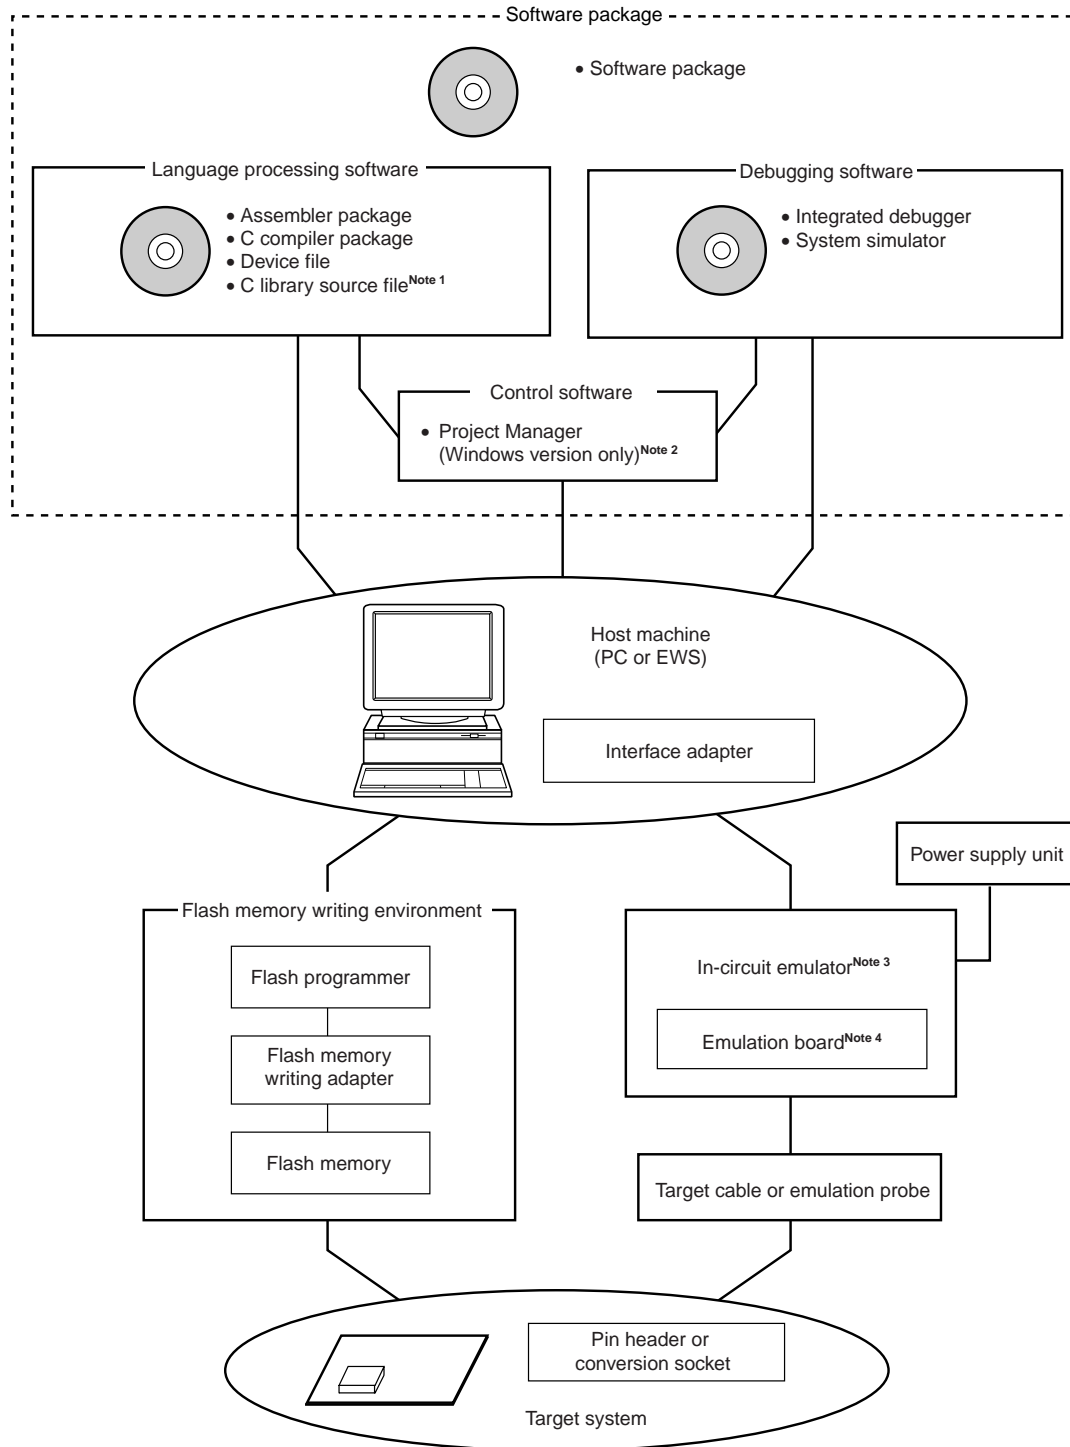 Software package
• Software package
Language processing software
• Assembler package
• C compiler package
• Device file
• C library source fileNote 1
Debugging software
• Integrated debugger
• System simulator
Control software
• Project Manager
(Windows version only)Note 2
Host machine
(PC or EWS)
Interface adapter
Power supply unit
Flash memory writing environment
Flash programmer
Flash memory
writing adapter
Flash memory
In-circuit emulatorNote 3
Emulation boardNote 4
Target cable or emulation probe
Pin header or
conversion socket
Target system